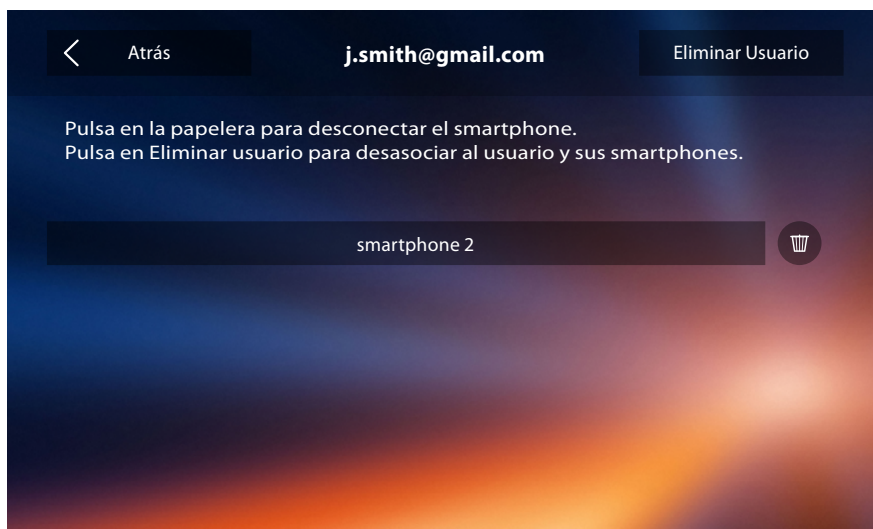 Atrás
j.smith@gmail.com
Eliminar Usuario
Pulsa en la papelera para desconectar el smartphone.
Pulsa en Eliminar usuario para desasociar al usuario y sus smartphones.
smartphone 2